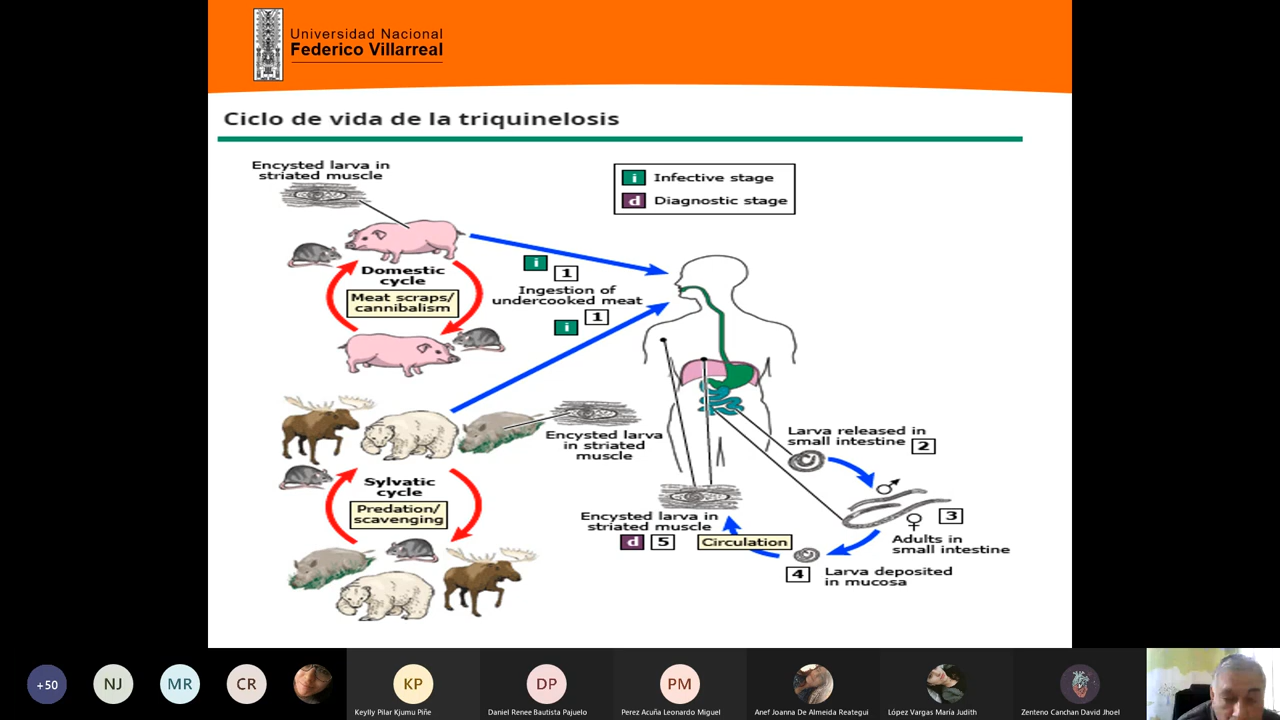 Universidad Nacional
Federico Villarreal
Ciclo de vida de la triquinelosis
Encysted larva in
striated muscle
i Infective stage
d Diagnostic stage
Domestic
cycle
Meat scraps/
cannibalism
i 1
Ingestion of
undercooked meat
i 1
Encysted larva
in striated
muscle
Larva released in
small intestine 2
Sylvatic
cycle
Predation/
scavenging
Encysted larva in
striated muscle
d 5
Circulation
♂
♀ 3
Adults in
small intestine
4 Larva deposited
in mucosa
+50
NJ
MR
CR
KP
DP
PM
Keylly Pilar Kjumu Piñe
Daniel Renee Bautista Pajuelo
Perez Acuña Leonardo Miguel
Anef Joanna De Almeida Reategui
López Vargas María Judith
Zenteno Canchan David Jhoel